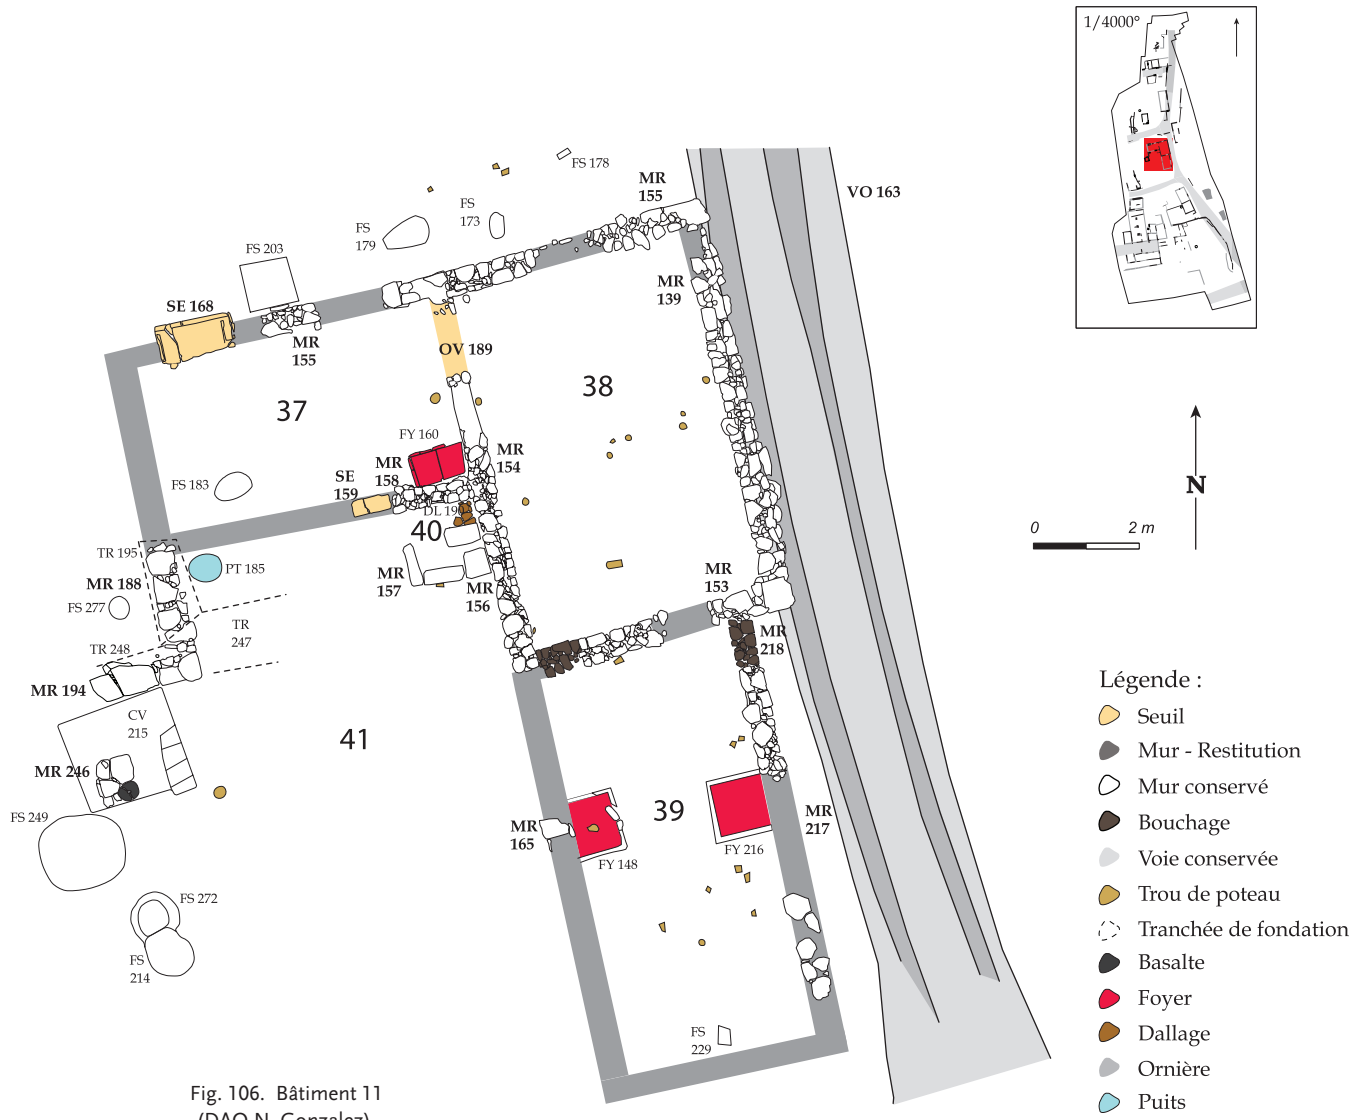 1/4000°
FS 178
MR
155
VO 163
FS
173
FS
179
FS 203
SE 168
MR
139
MR
155
OV 189
38
37
FY 160
MR
154
MR
158
SE
159
FS 183
DL 190
40
N
0 2 m
TR 195
PT 185
MR
157
MR
156
MR
153
MR 188
FS 277
TR
247
MR
218
TR 248
MR 194
CV
215
41
MR 246
FS 249
39
MR
165
MR
217
FY 148
FY 216
FS 272
FS
214
FS
229
Légende :
Seuil
Mur - Restitution
Mur conservé
Bouchage
Voie conservée
Trou de poteau
Tranchée de fondation
Basalte
Foyer
Dallage
Ornière
Puits
Fig. 106. Bâtiment 11
(DAO N. Gonzalez)